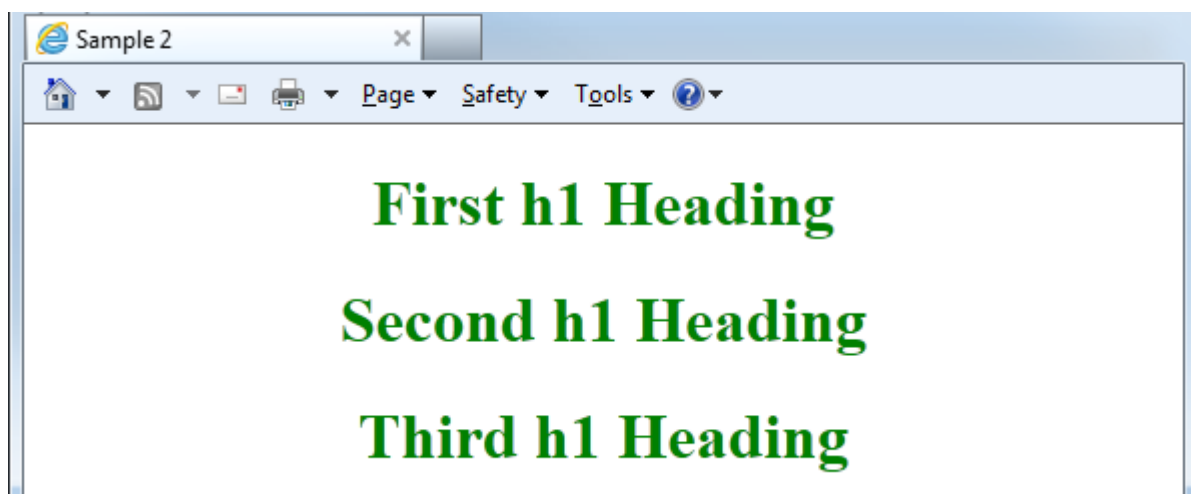 Sample 2
Page Safety Tools
First h1 Heading
Second h1 Heading
Third h1 Heading